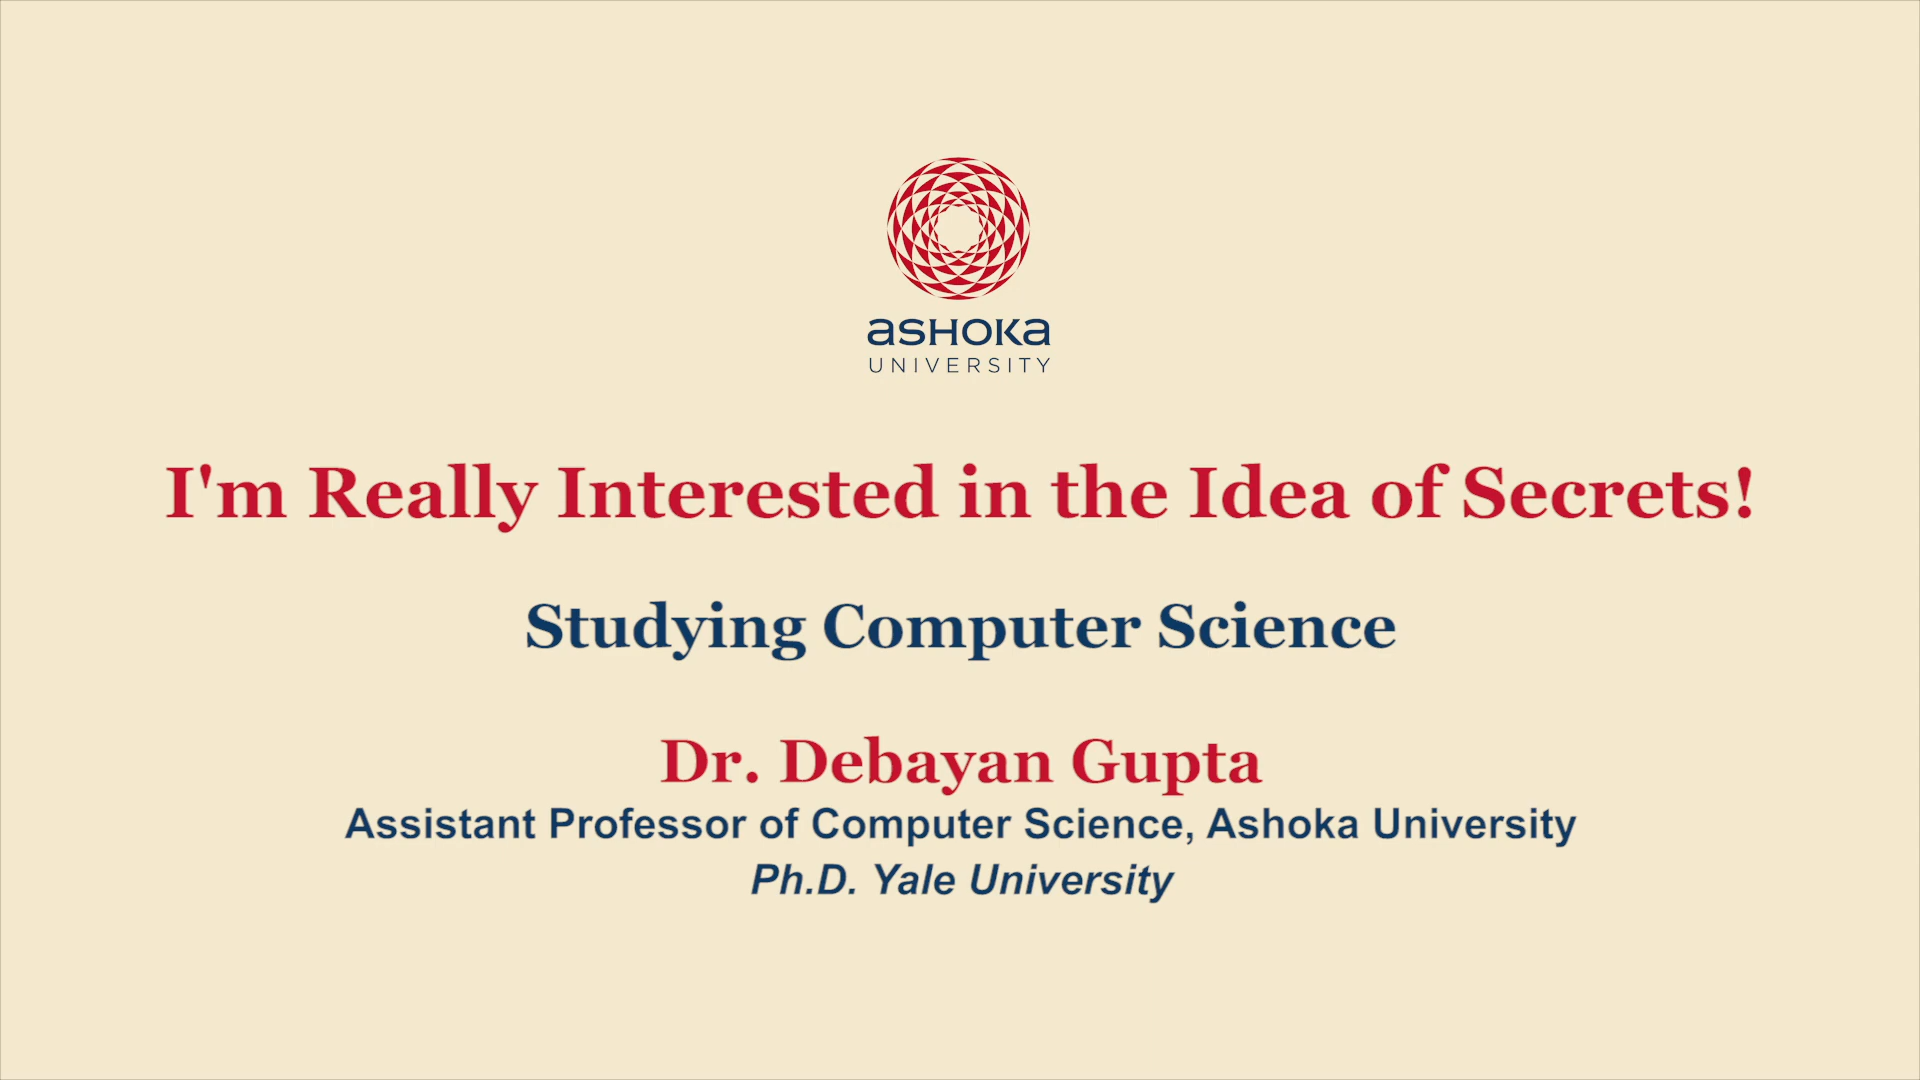 ASHOKA
UNIVERSITY
I'm Really Interested in the Idea of Secrets!
Studying Computer Science
Dr. Debayan Gupta
Assistant Professor of Computer Science, Ashoka University
Ph.D. Yale University